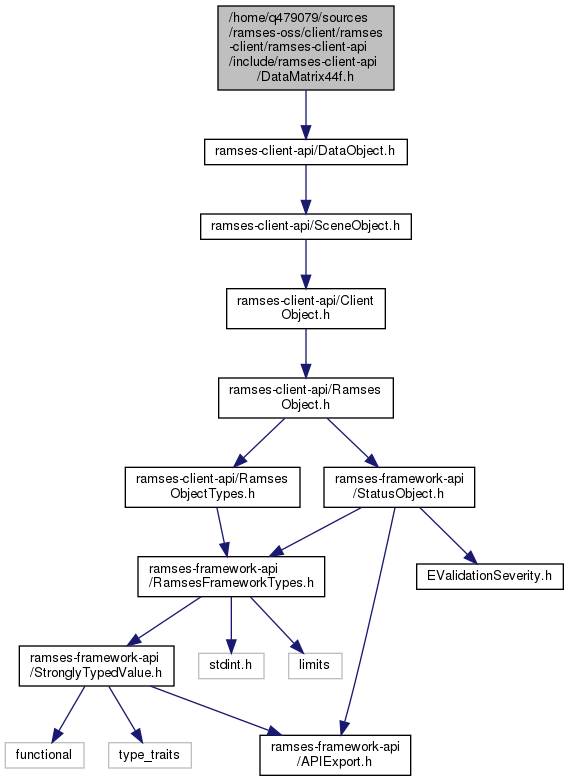 /home/q479079/sources
/ramses-oss/client/ramses
-client/ramses-client-api
/include/ramses-client-api
/DataMatrix44f.h
ramses-client-api/DataObject.h
ramses-client-api/SceneObject.h
ramses-client-api/Client
Object.h
ramses-client-api/Ramses
Object.h
ramses-client-api/Ramses
ObjectTypes.h
ramses-framework-api
/StatusObject.h
ramses-framework-api
/RamsesFrameworkTypes.h
EValidationSeverity.h
ramses-framework-api
/StronglyTypedValue.h
stdint.h
limits
functional
type_traits
ramses-framework-api
/APIExport.h